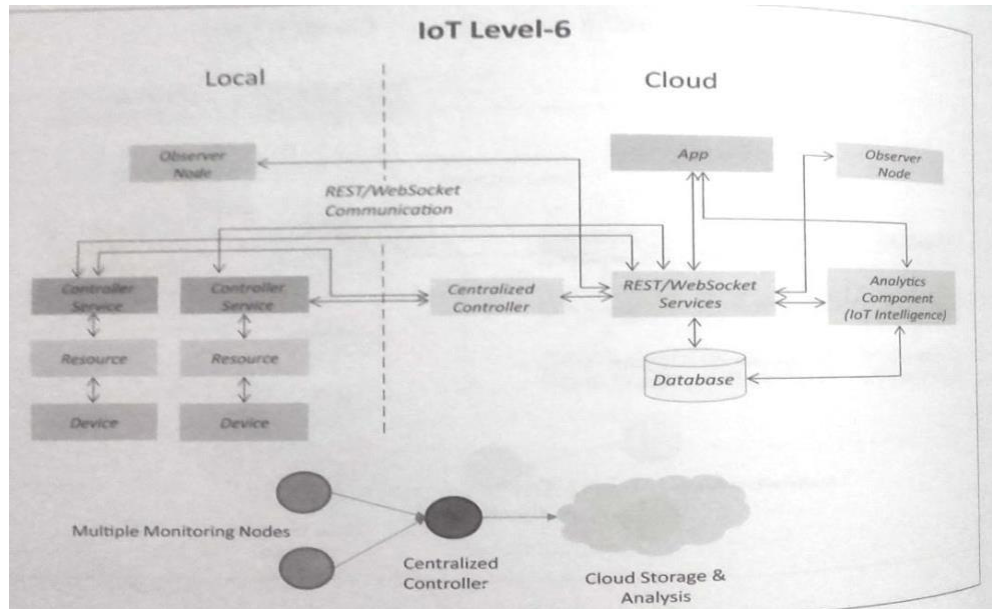 IoT Level-6
Local
Cloud
Observer
Node
App
Observer
Node
REST/WebSocket
Communication
Controller
Service
Controller
Service
Centralized
Controller
REST/WebSocket
Services
Analytics
Component
(IoT Intelligence)
Resource
Resource
Database
Device
Device
Multiple Monitoring Nodes
Centralized
Controller
Cloud Storage &
Analysis